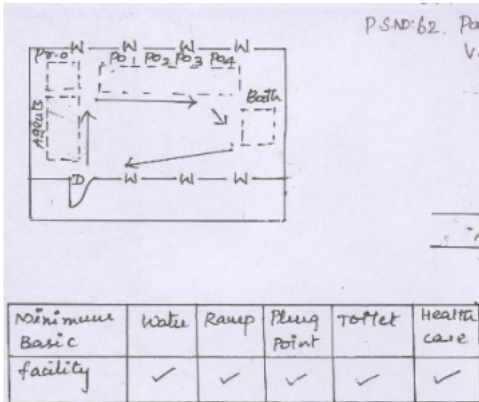 P S.NO: 62. Po
V.
W W W W
Pr.o Po1 Po2 Po3 Po4
Agents
Booth
D W W W
Minimum Basic facility
Water
Ramp
Plug Point
Toilet
Health care
✓ ✓ ✓ ✓ ✓